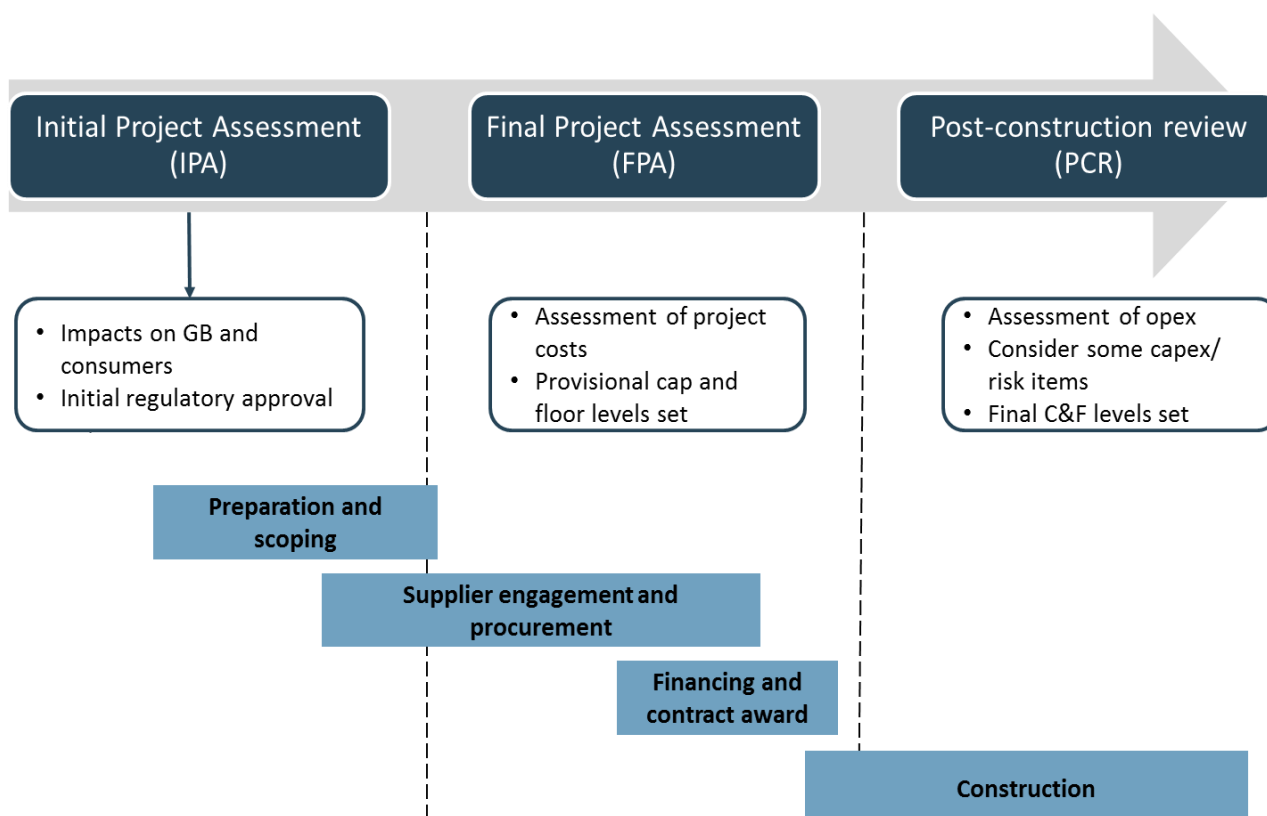 Initial Project Assessment
(IPA)
Final Project Assessment
(FPA)
Post-construction review
(PCR)
• Impacts on GB and
consumers
• Initial regulatory approval
• Assessment of project
costs
• Provisional cap and
floor levels set
• Assessment of opex
• Consider some capex/
risk items
• Final C&F levels set
Preparation and
scoping
Supplier engagement and
procurement
Financing and
contract award
Construction